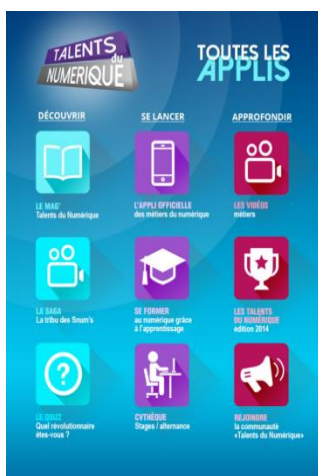 TALENTS
du
NUMERIQUE
TOUTES LES
APPLIS
DÉCOUVRIR
SE LANCER
APPROFONDIR
LE MAG'
Talents du Numérique
L'APPLI OFFICIELLE
des métiers du numérique
LES VIDÉOS
métiers
LA SAGA
La tribu des Snum's
SE FORMER
au numérique grâce
à l'apprentissage
LES TALENTS
DU NUMÉRIQUE
édition 2014
LE QUIZ
Quel révolutionnaire
êtes-vous ?
CVTHÈQUE
Stages / alternance
REJOINDRE
la communauté
«Talents du Numérique»